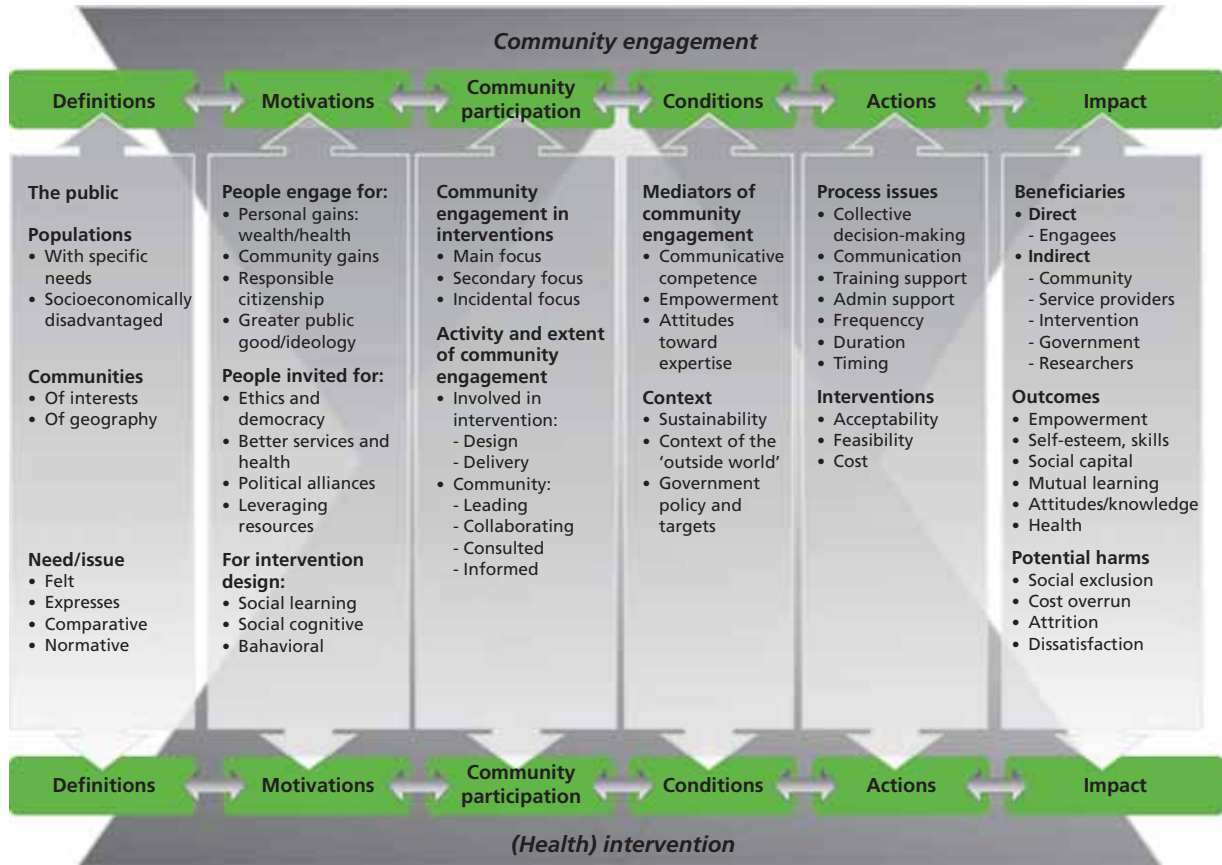 Community engagement
Definitions
Motivations
Community
participation
Conditions
Actions
Impact
The public
Populations
• With specific
needs
• Socioeconomically
disadvantaged
Communities
• Of interests
• Of geography
Need/issue
• Felt
• Expresses
• Comparative
• Normative
People engage for:
• Personal gains:
wealth/health
• Community gains
• Responsible
citizenship
• Greater public
good/ideology
People invited for:
• Ethics and
democracy
• Better services and
health
• Political alliances
• Leveraging
resources
For intervention
design:
• Social learning
• Social cognitive
• Bahavioral
Community
engagement in
interventions
• Main focus
• Secondary focus
• Incidental focus
Activity and extent
of community
engagement
• Involved in
intervention:
- Design
- Delivery
• Community:
- Leading
- Collaborating
- Consulted
- Informed
Mediators of
community
engagement
• Communicative
competence
• Empowerment
• Attitudes
toward
expertise
Context
• Sustainability
• Context of the
‘outside world’
• Government
policy and
targets
Process issues
• Collective
decision-making
• Communication
• Training support
• Admin support
• Frequenccy
• Duration
• Timing
Interventions
• Acceptability
• Feasibility
• Cost
Beneficiaries
• Direct
- Engagees
• Indirect
- Community
- Service providers
- Intervention
- Government
- Researchers
Outcomes
• Empowerment
• Self-esteem, skills
• Social capital
• Mutual learning
• Attitudes/knowledge
• Health
Potential harms
• Social exclusion
• Cost overrun
• Attrition
• Dissatisfaction
Definitions
Motivations
Community
participation
Conditions
Actions
Impact
(Health) intervention